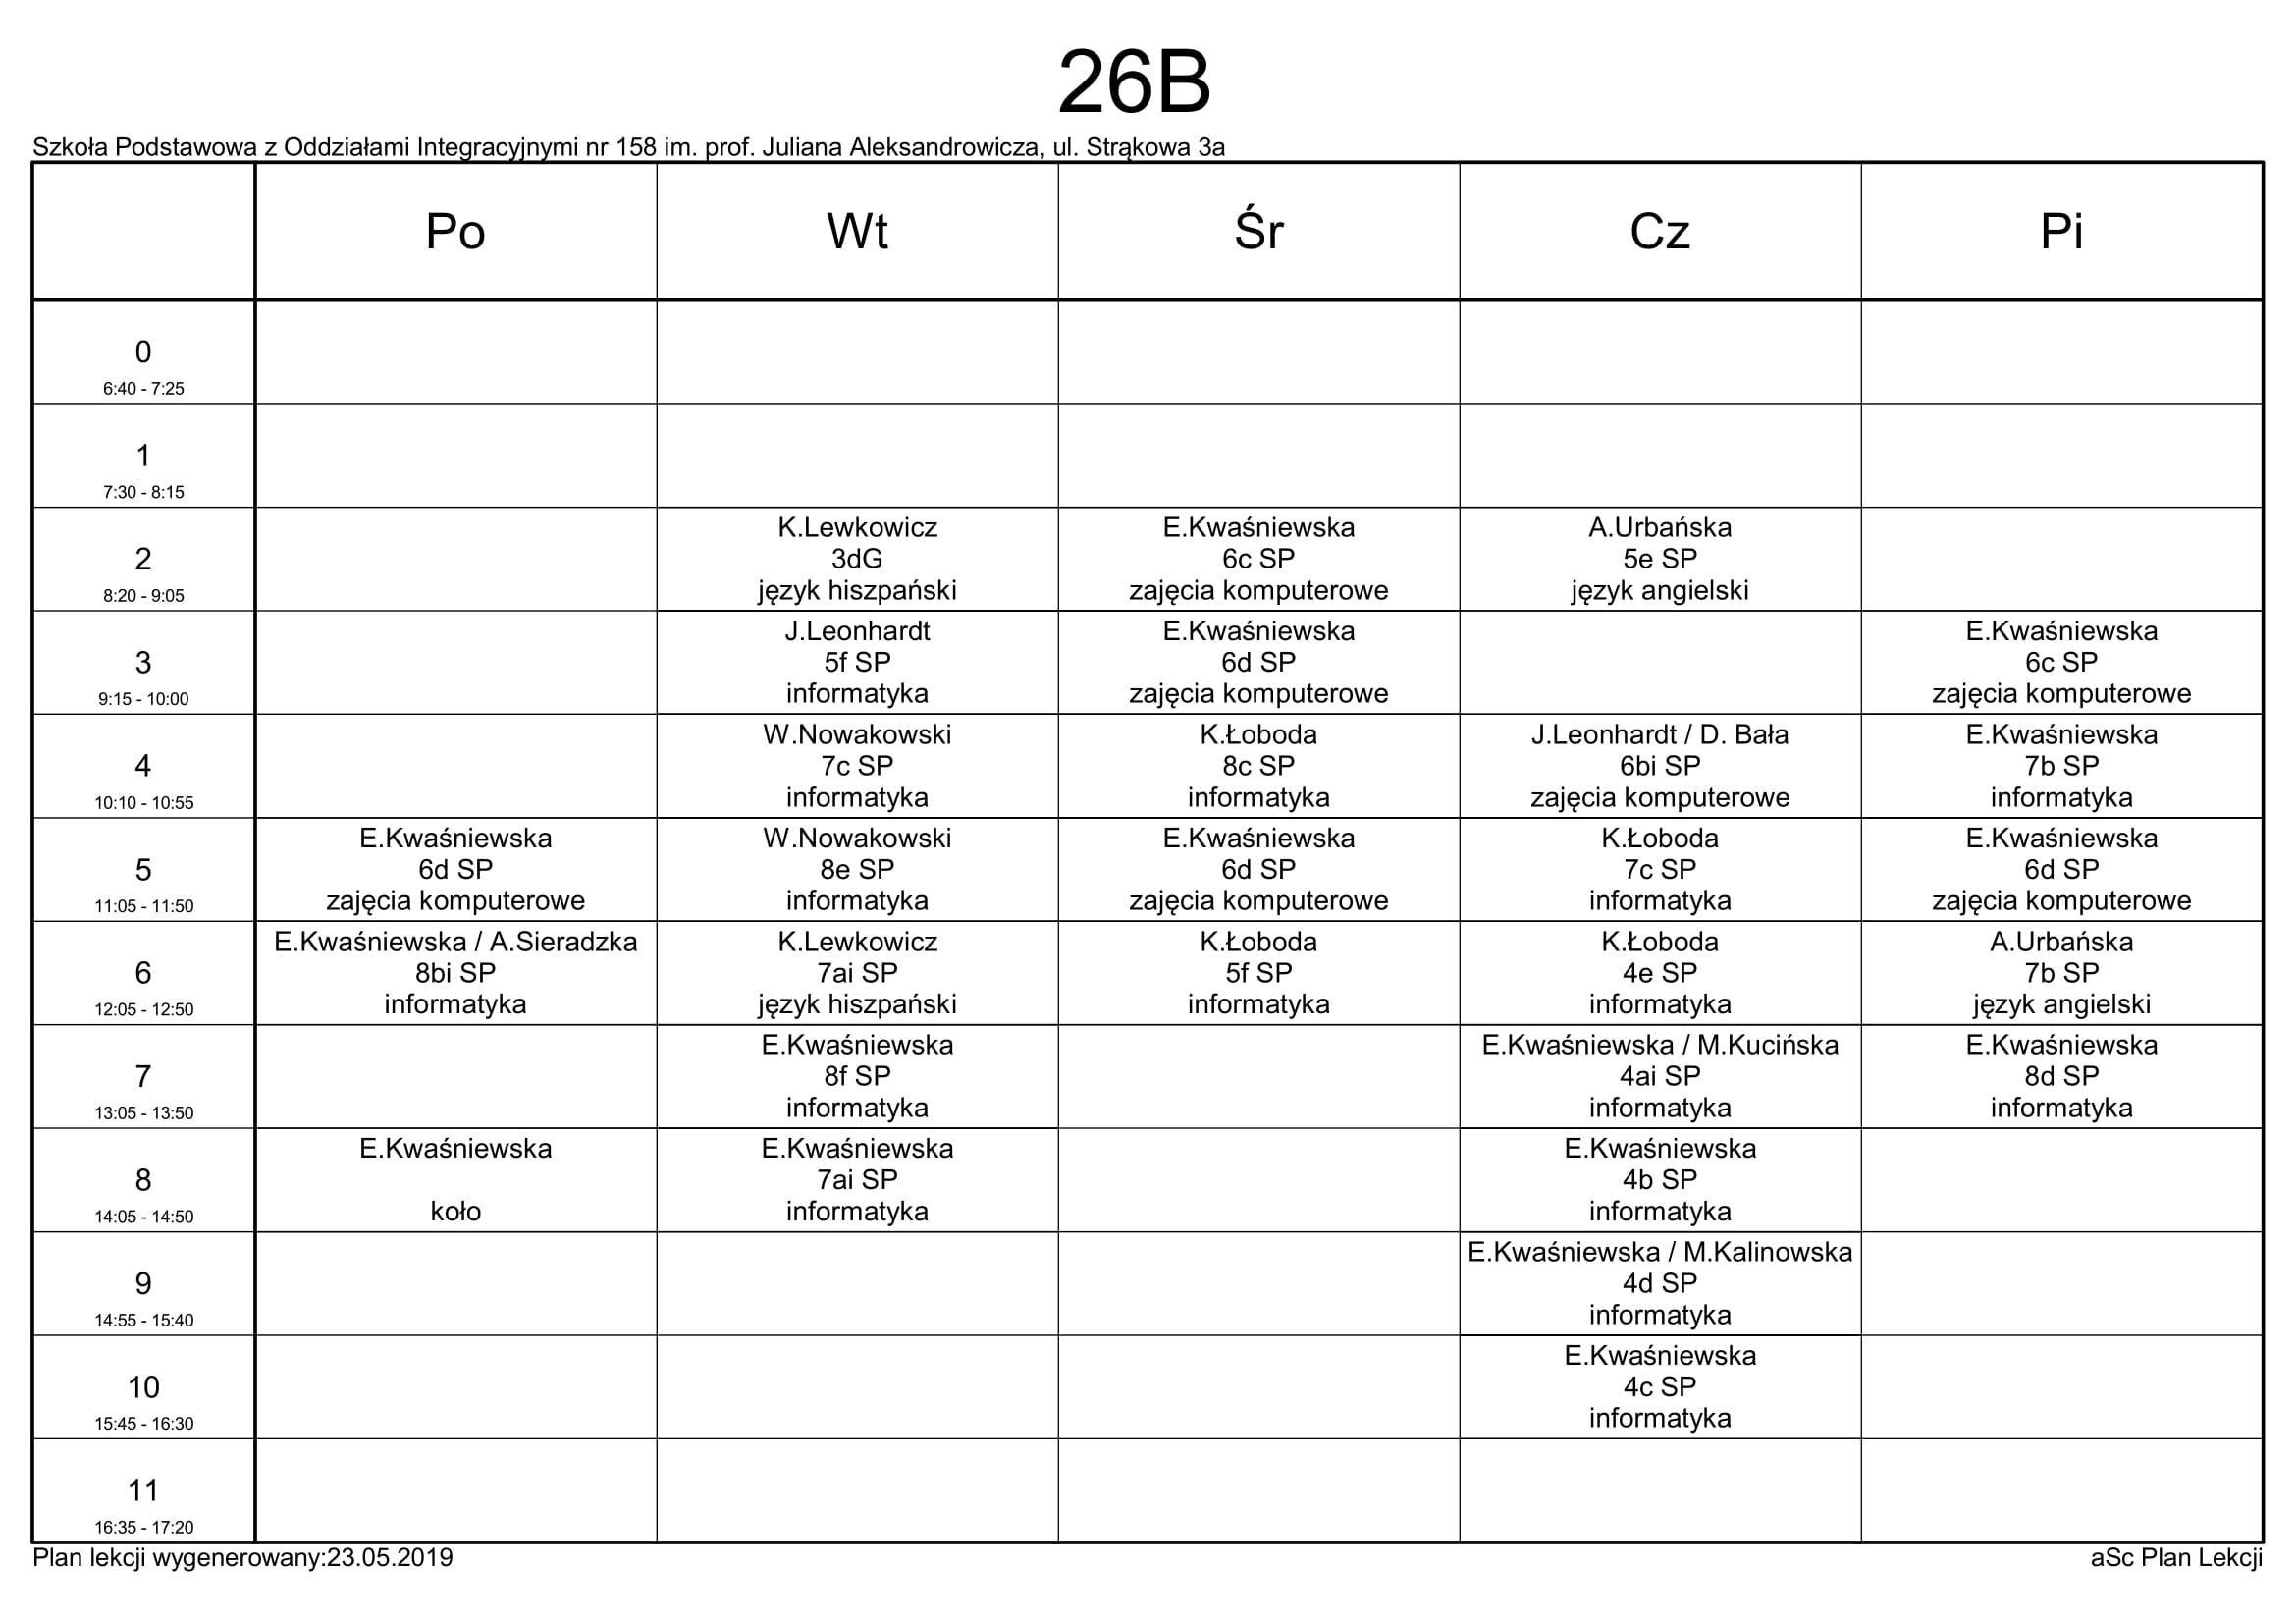 26B
Szkoła Podstawowa z Oddziałami Integracyjnymi nr 158 im. prof. Juliana Aleksandrowicza, ul. Strąkowa 3a
Po Wt Śr Cz Pi
0
6:40 - 7:25
1
7:30 - 8:15
2
8:20 - 9:05
K.Lewkowicz
3dG
język hiszpański
E.Kwaśniewska
6c SP
zajęcia komputerowe
A.Urbańska
5e SP
język angielski
3
9:15 - 10:00
J.Leonhardt
5f SP
informatyka
E.Kwaśniewska
6d SP
zajęcia komputerowe
E.Kwaśniewska
6c SP
zajęcia komputerowe
4
10:10 - 10:55
W.Nowakowski
7c SP
informatyka
K.Łoboda
8c SP
informatyka
J.Leonhardt / D. Bała
6bi SP
zajęcia komputerowe
E.Kwaśniewska
7b SP
informatyka
5
11:05 - 11:50
E.Kwaśniewska
6d SP
zajęcia komputerowe
W.Nowakowski
8e SP
informatyka
E.Kwaśniewska
6d SP
zajęcia komputerowe
K.Łoboda
7c SP
informatyka
E.Kwaśniewska
6d SP
zajęcia komputerowe
6
12:05 - 12:50
E.Kwaśniewska / A.Sieradzka
8bi SP
informatyka
K.Lewkowicz
7ai SP
język hiszpański
K.Łoboda
5f SP
informatyka
K.Łoboda
4e SP
informatyka
A.Urbańska
7b SP
język angielski
7
13:05 - 13:50
E.Kwaśniewska
8f SP
informatyka
E.Kwaśniewska / M.Kucińska
4ai SP
informatyka
E.Kwaśniewska
8d SP
informatyka
8
14:05 - 14:50
E.Kwaśniewska
koło
E.Kwaśniewska
7ai SP
informatyka
E.Kwaśniewska
4b SP
informatyka
9
14:55 - 15:40
E.Kwaśniewska / M.Kalinowska
4d SP
informatyka
10
15:45 - 16:30
E.Kwaśniewska
4c SP
informatyka
11
16:35 - 17:20
Plan lekcji wygenerowany:23.05.2019
aSc Plan Lekcji